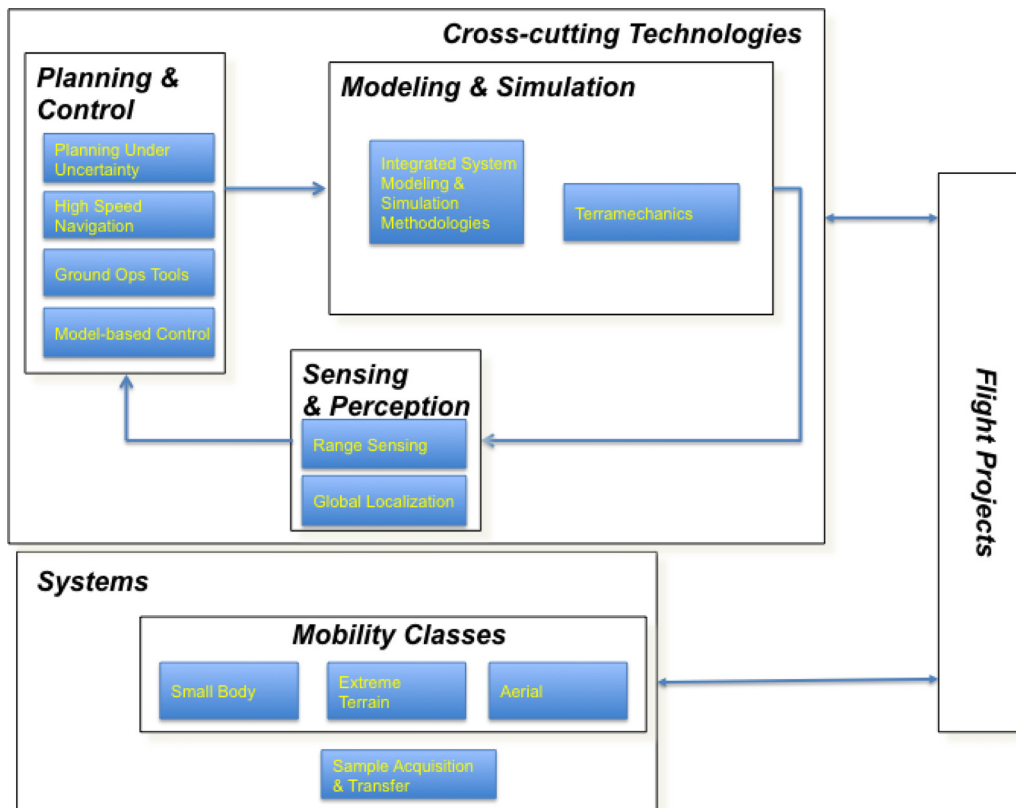 Cross-cutting Technologies
Planning &
Control
Planning Under
Uncertainty
High Speed
Navigation
Ground Ops Tools
Model-based Control
Modeling & Simulation
Integrated System
Modeling &
Simulation
Methodologies
Terramechanics
Sensing
& Perception
Range Sensing
Global Localization
Flight Projects
Systems
Mobility Classes
Small Body
Extreme
Terrain
Aerial
Sample Acquisition
& Transfer